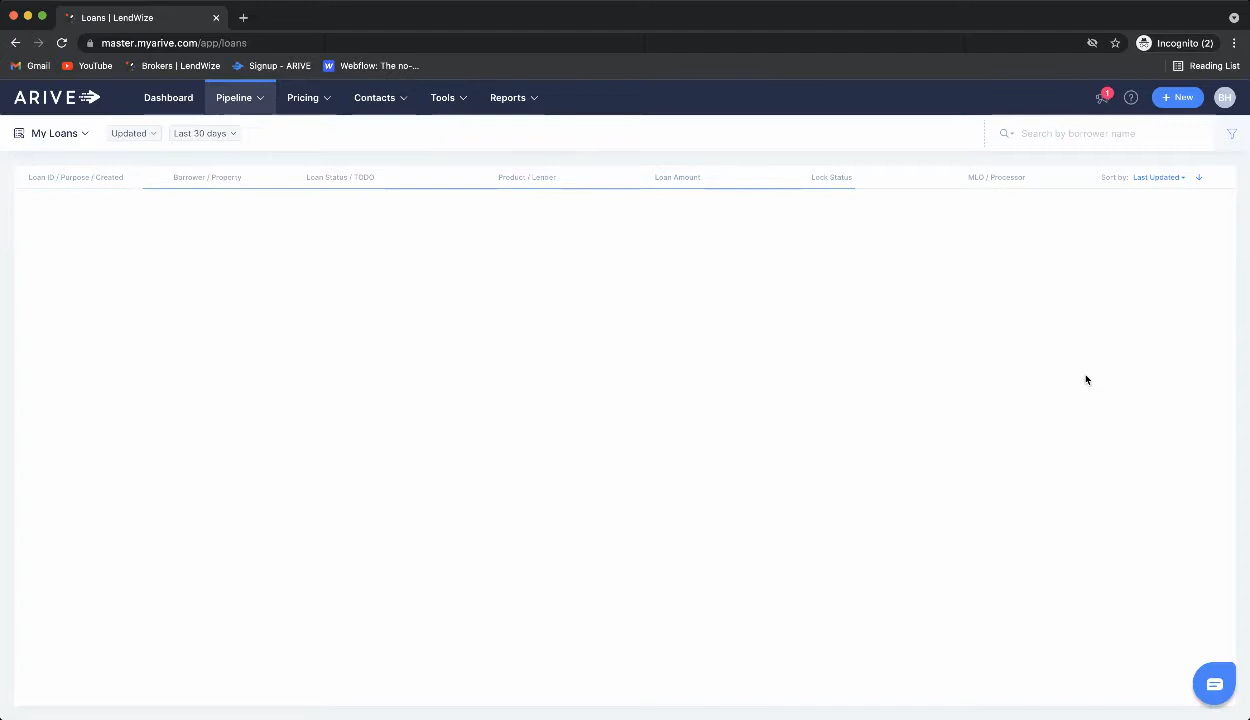 Loans | LendWize
master.myarive.com/app/loans
Incognito (2)
Gmail
YouTube
Brokers | LendWize
Signup - ARIVE
Webflow: The no-...
Reading List
ARIVE
Dashboard
Pipeline
Pricing
Contacts
Tools
Reports
1
?
+ New
BH
My Loans
Updated
Last 30 days
Search by borrower name
Loan ID / Purpose / Created
Borrower / Property
Loan Status / TODO
Product / Lender
Loan Amount
Lock Status
MLO / Processor
Sort by: Last Updated